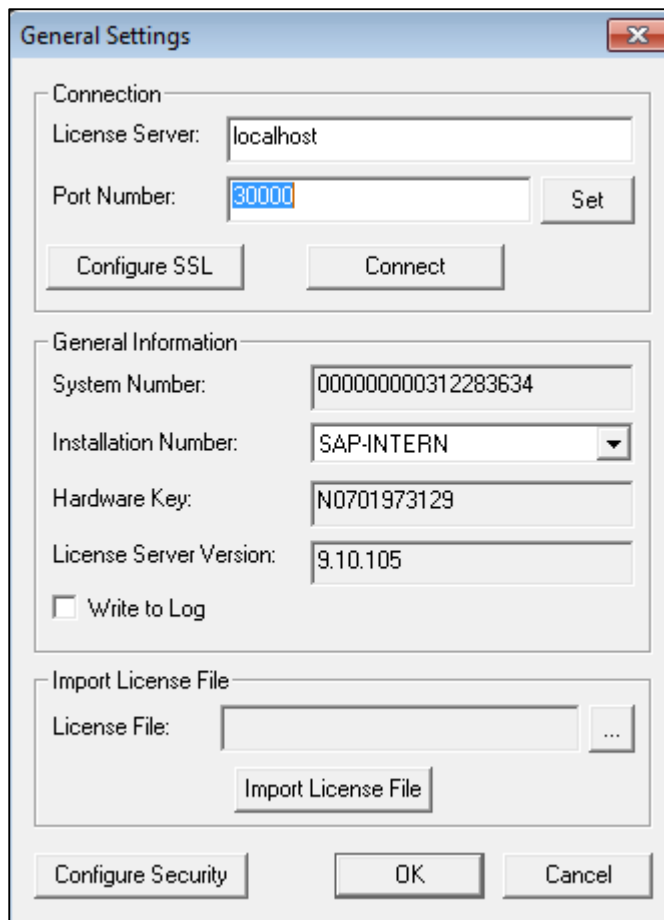 General Settings
Connection
License Server: localhost
Port Number: 30000 Set
Configure SSL Connect
General Information
System Number: 000000000312283634
Installation Number: SAP-INTERN
Hardware Key: N0701973129
License Server Version: 9.10.105
Write to Log
Import License File
License File: ...
Import License File
Configure Security OK Cancel